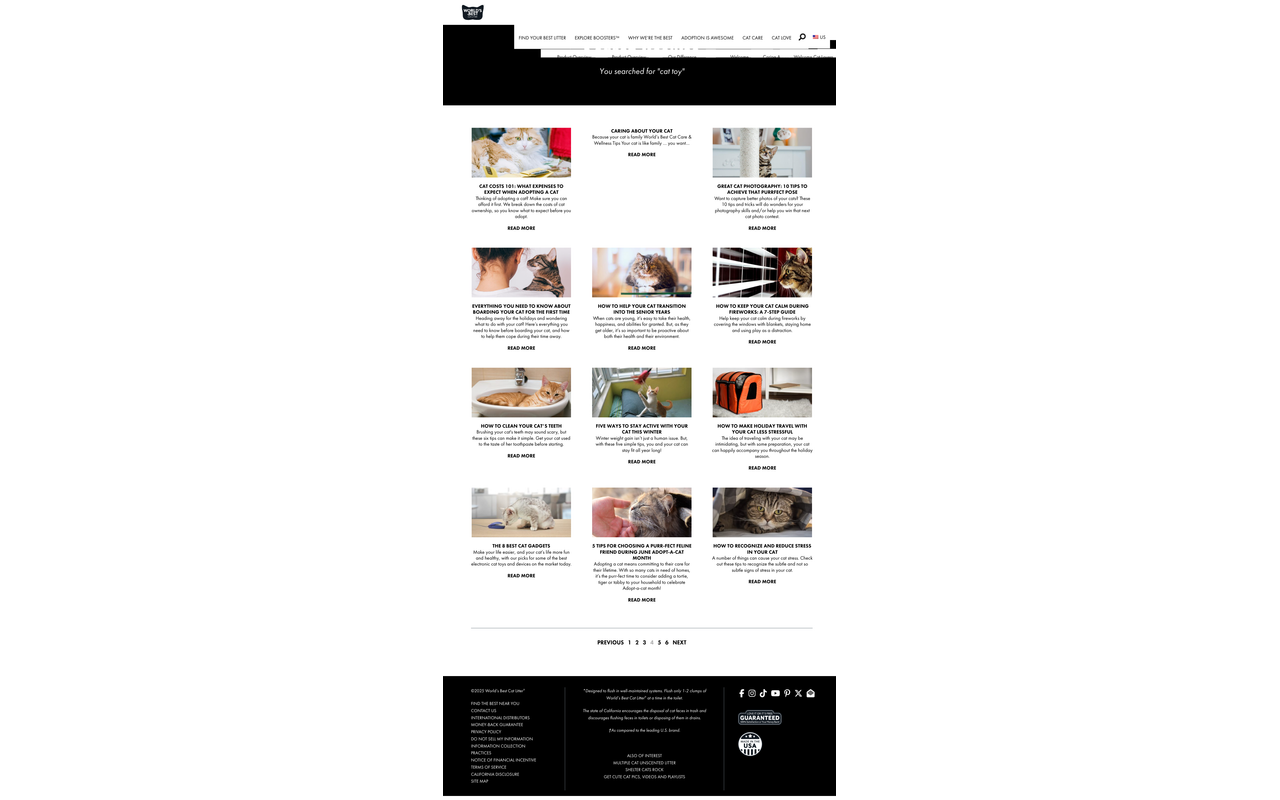 WORLD'S BEST
FIND YOUR BEST LITTER EXPLORE BOOSTERS™ WHY WE'RE THE BEST ADOPTION IS AWESOME CAT CARE CAT LOVE US
You searched for "cat toy"
CAT COSTS 101: WHAT EXPENSES TO
EXPECT WHEN ADOPTING A CAT
Thinking of adopting a cat? Make sure you can
afford it first. We break down the costs of cat
ownership, so you know what to expect before you
adopt.
READ MORE
CARING ABOUT YOUR CAT
Because your cat is family World's Best Cat Care &
Wellness Tips Your cat is like family ... you want...
READ MORE
GREAT CAT PHOTOGRAPHY: 10 TIPS TO
ACHIEVE THAT PURRFECT POSE
Want to capture better photos of your cat? These
10 tips and tricks will do wonders for your
photography skills and/or help you win that next
cat photo contest.
READ MORE
EVERYTHING YOU NEED TO KNOW ABOUT
BOARDING YOUR CAT FOR THE FIRST TIME
Heading away for the holidays and wondering
what to do with your cat? Here's everything you
need to know before boarding your cat, and how
to help them cope during their time away.
READ MORE
HOW TO HELP YOUR CAT TRANSITION
INTO THE SENIOR YEARS
When cats are young, it's easy to take their health,
happiness, and abilities for granted. But, as they
get older, it's so important to be proactive about
both their health and their environment.
READ MORE
HOW TO KEEP YOUR CAT CALM DURING
FIREWORKS: A 7-STEP GUIDE
Help keep your cat calm during fireworks by
covering the windows with blankets, staying home
and using play as a distraction.
READ MORE
HOW TO CLEAN YOUR CAT'S TEETH
Brushing your cat's teeth may sound scary, but
these six tips can make it simple. Get your cat used
to the taste of her toothpaste before starting.
READ MORE
FIVE WAYS TO STAY ACTIVE WITH YOUR
CAT THIS WINTER
Winter weight gain isn't just a human issue. But,
with these five simple tips, you and your cat can
stay fit all year long!
READ MORE
HOW TO MAKE HOLIDAY TRAVEL WITH
YOUR CAT LESS STRESSFUL
The idea of traveling with your cat may be
intimidating, but with some preparation, your cat
can happily accompany you throughout the holiday
season.
READ MORE
THE 8 BEST CAT GADGETS
Make your life easier, and your cat's life more fun
and healthy, with our picks for some of the best
electronic cat toys and devices on the market today.
READ MORE
5 TIPS FOR CHOOSING A PURR-FECT FELINE
FRIEND DURING JUNE ADOPT-A-CAT
MONTH
Adopting a cat means committing to their care for
their lifetime. With so many cats in need of homes,
it's the purr-fect time to consider adding a tortie,
tiger or tabby to your household to celebrate
Adopt-a-cat month!
READ MORE
HOW TO RECOGNIZE AND REDUCE STRESS
IN YOUR CAT
A number of things can cause your cat stress. Check
out these tips to recognize the subtle and not so
subtle signs of stress in your cat.
READ MORE
PREVIOUS 1 2 3 4 5 6 NEXT
©2025 World's Best Cat Litter®
FIND THE BEST NEAR YOU
CONTACT US
INTERNATIONAL DISTRIBUTORS
MONEY-BACK GUARANTEE
PRIVACY POLICY
DO NOT SELL MY INFORMATION
INFORMATION COLLECTION
PRACTICES
NOTICE OF FINANCIAL INCENTIVE
TERMS OF SERVICE
CALIFORNIA DISCLOSURE
SITE MAP
*Designed to flush in well-maintained systems. Flush only 1-2 clumps of
World's Best Cat Litter® at a time in the toilet.
The state of California encourages the disposal of cat feces in trash and
discourages flushing feces in toilets or disposing of them in drains.
†As compared to the leading U.S. brand.
ALSO OF INTEREST
MULTIPLE CAT UNSCENTED LITTER
SHELTER CATS ROCK
GET CUTE CAT PICS, VIDEOS AND PLAYLISTS
GUARANTEED
MADE IN THE
USA